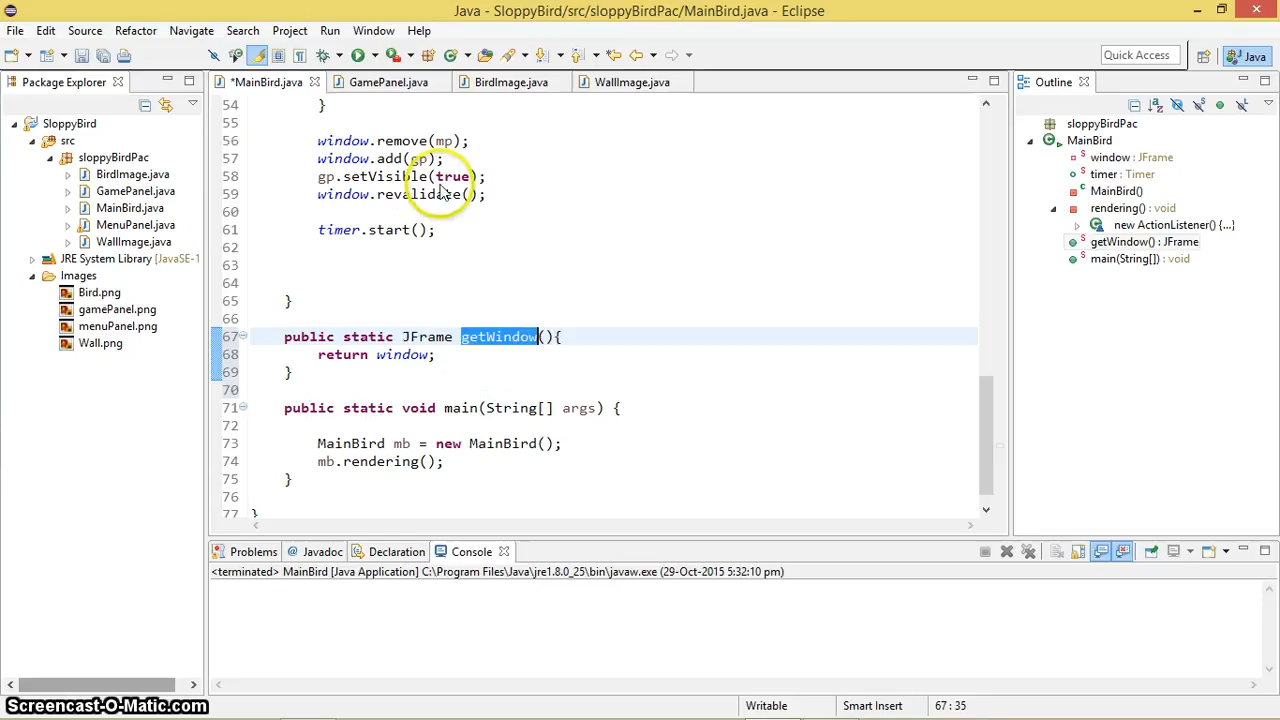 Java - SloppyBird/src/sloppyBirdPac/MainBird.java - Eclipse
File Edit Source Refactor Navigate Search Project Run Window Help
Quick Access
Java
Package Explorer
*MainBird.java GamePanel.java BirdImage.java WallImage.java
Outline
SloppyBird
src
sloppyBirdPac
BirdImage.java
GamePanel.java
MainBird.java
MenuPanel.java
WallImage.java
JRE System Library [JavaSE-1
Images
Bird.png
gamePanel.png
menuPanel.png
Wall.png
54 }
55
56 window.remove(mp);
57 window.add(gp);
58 gp.setVisible(true);
59 window.revalidate();
60
61 timer.start();
62
63
64
65 }
66
67 public static JFrame getWindow(){
68 return window;
69 }
70
71 public static void main(String[] args) {
72
73 MainBird mb = new MainBird();
74 mb.rendering();
75 }
76
77 }
sloppyBirdPac
MainBird
window : JFrame
timer : Timer
MainBird()
rendering() : void
new ActionListener() {...}
getWindow() : JFrame
main(String[]) : void
Problems Javadoc Declaration Console
<terminated> MainBird [Java Application] C:\Program Files\Java\jre1.8.0_25\bin\javaw.exe (29-Oct-2015 5:32:10 pm)
Screencast-O-Matic.com
Writable Smart Insert 67 : 35